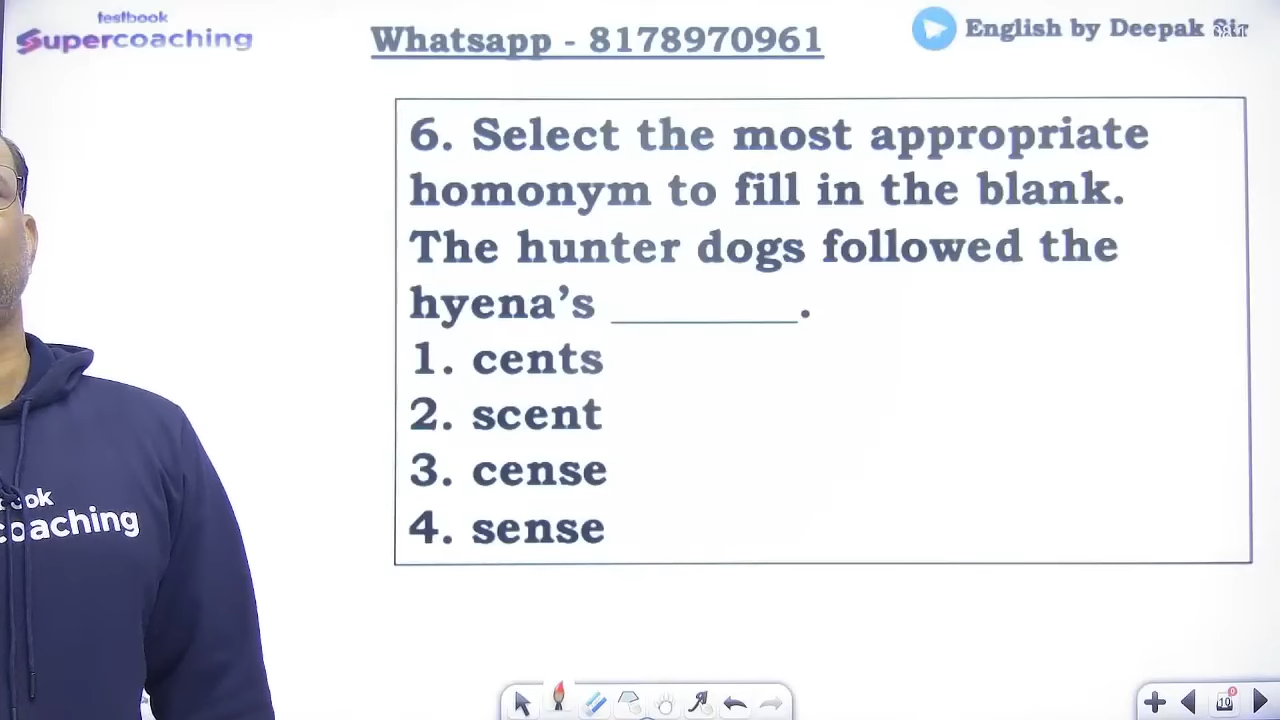 testbook
Supercoaching
Whatsapp - 8178970961
English by Deepak Sir
6. Select the most appropriate
homonym to fill in the blank.
The hunter dogs followed the
hyena's ________.
1. cents
2. scent
3. cense
4. sense
coaching
10